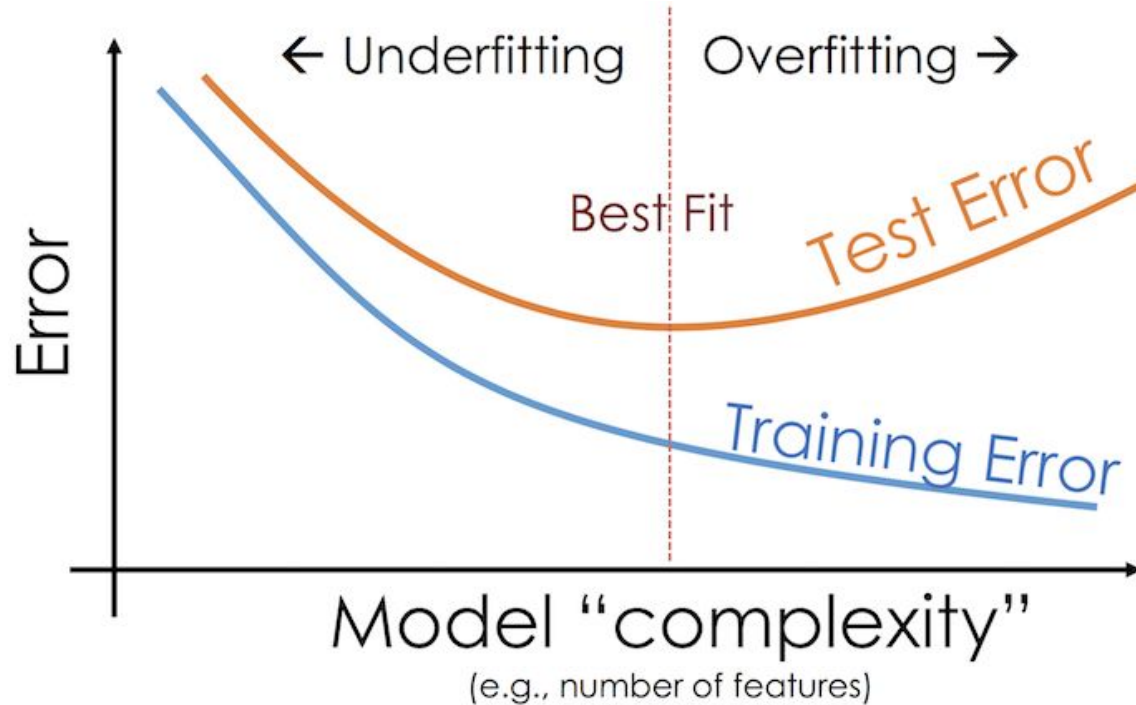 ← Underfitting
Overfitting →
Best Fit
Test Error
Training Error
Error
Model “complexity”
(e.g., number of features)